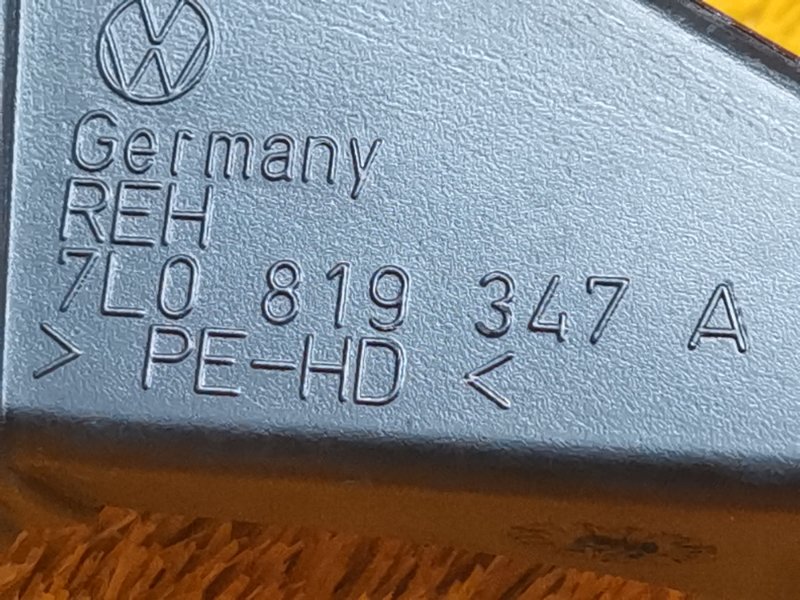 Germany
REH
7L0 819 347 A
> PE-HD <